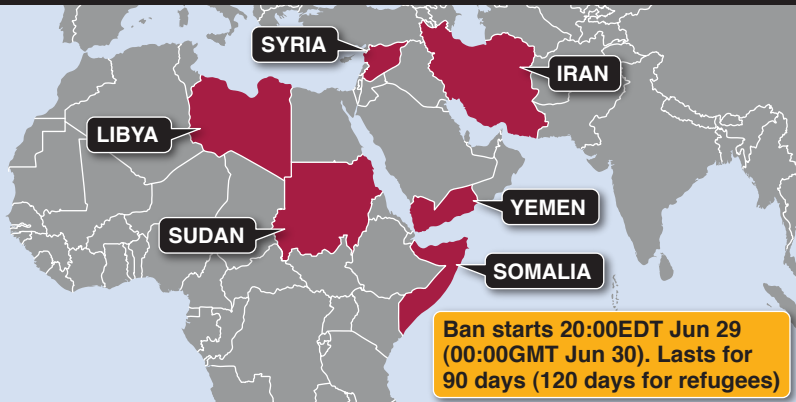 SYRIA
IRAN
LIBYA
YEMEN
SUDAN
SOMALIA
Ban starts 20:00EDT Jun 29
(00:00GMT Jun 30). Lasts for
90 days (120 days for refugees)